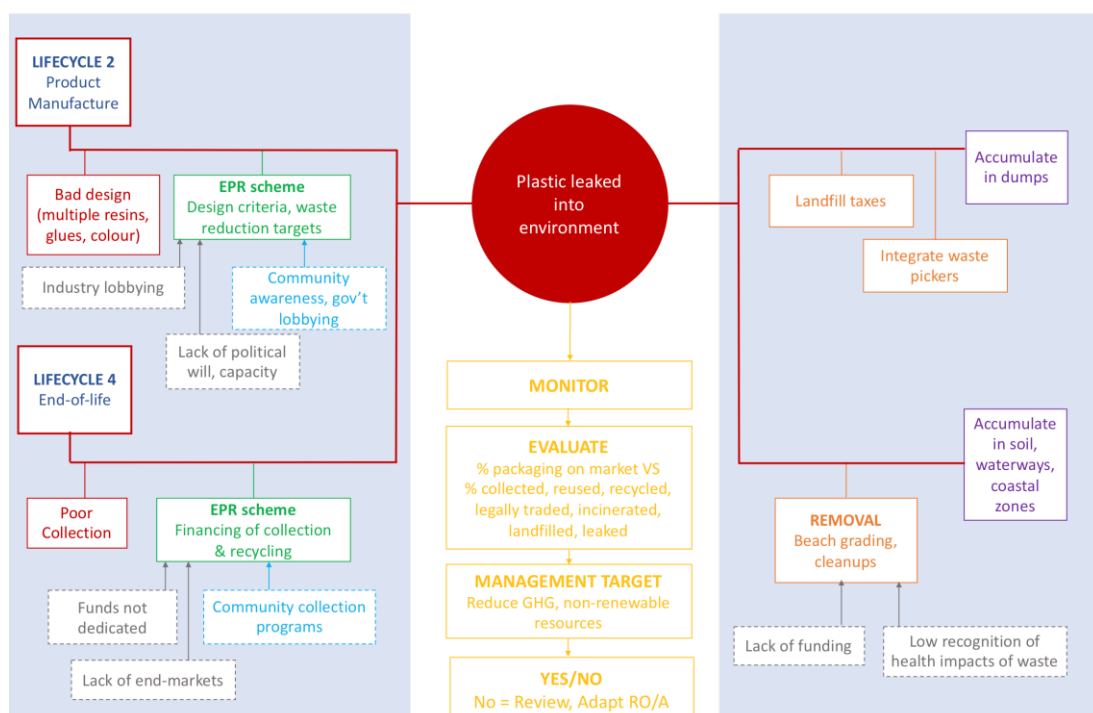 LIFECYCLE 2
Product
Manufacture
Bad design
(multiple resins,
glues, colour)
EPR scheme
Design criteria, waste
reduction targets
Industry lobbying
Community
awareness, gov’t
lobbying
Lack of political
will, capacity
LIFECYCLE 4
End-of-life
Poor
Collection
EPR scheme
Financing of collection
& recycling
Funds not
dedicated
Community collection
programs
Lack of end-markets
Plastic leaked
into
environment
MONITOR
EVALUATE
% packaging on market VS
% collected, reused, recycled,
legally traded, incinerated,
landfilled, leaked
MANAGEMENT TARGET
Reduce GHG, non-renewable
resources
YES/NO
No = Review, Adapt RO/A
Accumulate
in dumps
Landfill taxes
Integrate waste
pickers
Accumulate
in soil,
waterways,
coastal
zones
REMOVAL
Beach grading,
cleanups
Lack of funding
Low recognition of
health impacts of waste